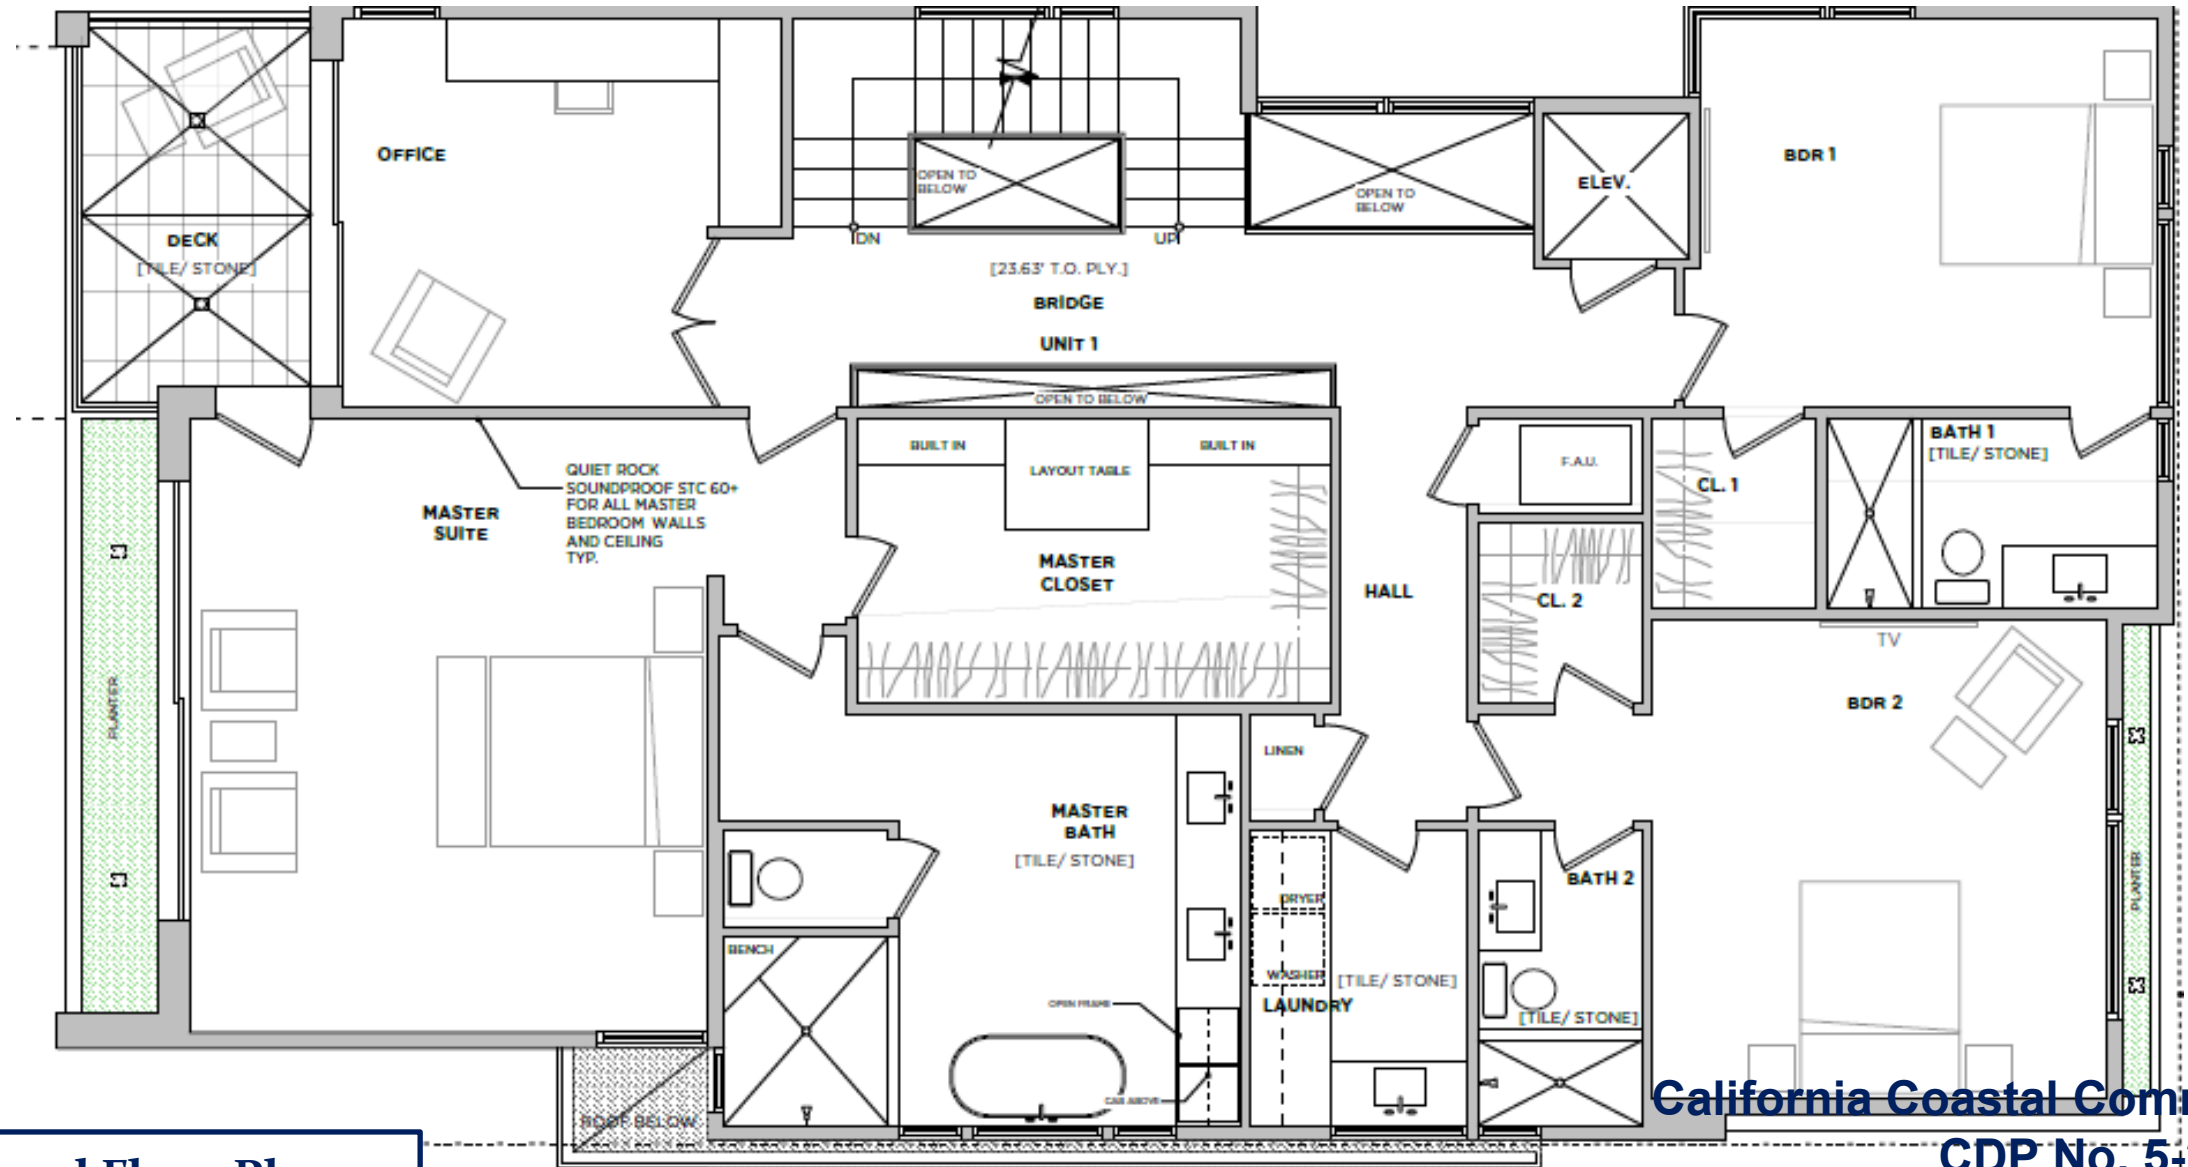 OFFICE
BDR 1
ELEV.
OPEN TO
BELOW
OPEN TO
BELOW
DECK
[TILE/ STONE]
DN
UP
[23.63' T.O. PLY.]
BRIDGE
UNIT 1
OPEN TO BELOW
BUILT IN
LAYOUT TABLE
BUILT IN
F.A.U.
BATH 1
[TILE/ STONE]
CL. 1
QUIET ROCK
SOUNDPROOF STC 60+
FOR ALL MASTER
BEDROOM WALLS
AND CEILING
TYP.
MASTER
SUITE
MASTER
CLOSET
HALL
CL. 2
TV
PLANTER
BDR 2
LINEN
MASTER
BATH
[TILE/ STONE]
BATH 2
DRYER
PLANTER
BENCH
WASHER
[TILE/ STONE]
LAUNDRY
OPEN FRAME
[TILE/ STONE]
CAB ABOVE
ROOF BELOW
California Coastal Com
CDP No. 5-